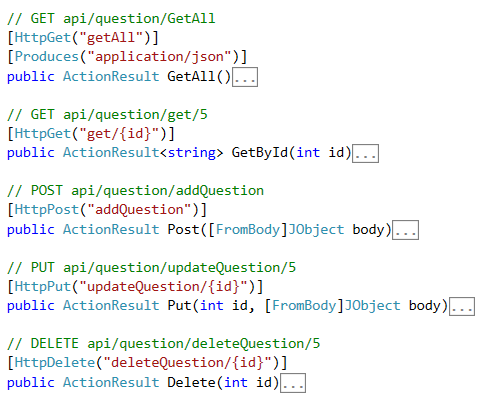 // GET api/question/GetAll
[HttpGet("getAll")]
[Produces("application/json")]
public ActionResult GetAll()...
// GET api/question/get/5
[HttpGet("get/{id}")]
public ActionResult<string> GetById(int id)...
// POST api/question/addQuestion
[HttpPost("addQuestion")]
public ActionResult Post([FromBody]JObject body)...
// PUT api/question/updateQuestion/5
[HttpPut("updateQuestion/{id}")]
public ActionResult Put(int id, [FromBody]JObject body)...
// DELETE api/question/deleteQuestion/5
[HttpDelete("deleteQuestion/{id}")]
public ActionResult Delete(int id)...